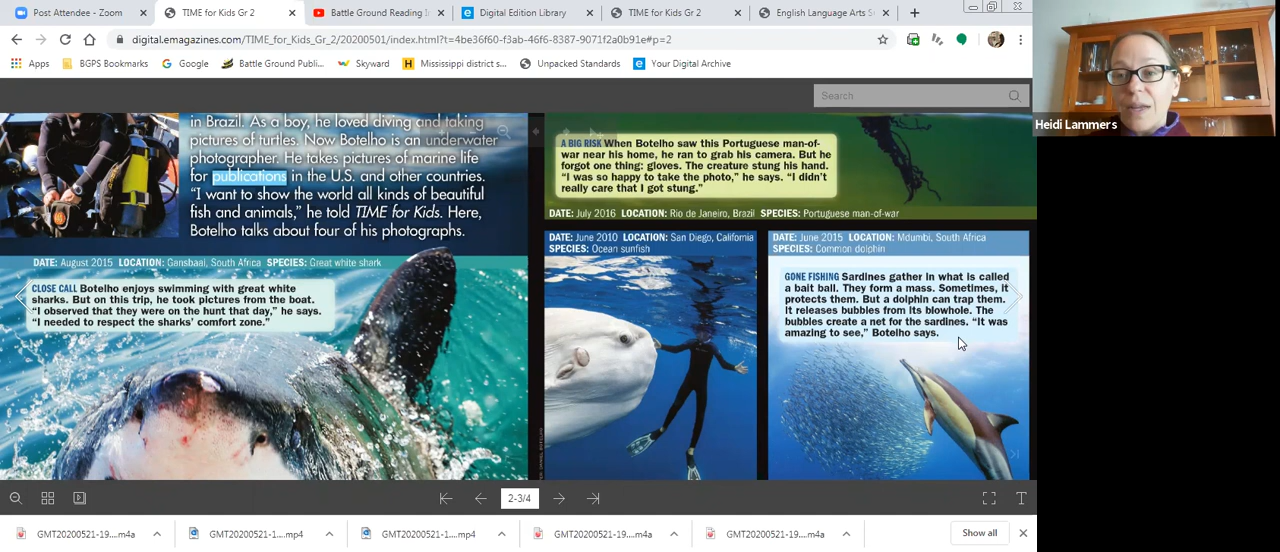 Post Attendee - Zoom
TIME for Kids Gr 2
Battle Ground Reading I
Digital Edition Library
TIME for Kids Gr 2
English Language Arts S
digital.emagazines.com/TIME_for_Kids_Gr_2/20200501/index.html?t=4be36f60-f3ab-46f6-8387-9071f2a0b91e#p=2
Apps
BGPS Bookmarks
Google
Battle Ground Publi...
Skyward
Mississippi district s...
Unpacked Standards
Your Digital Archive
Search
Heidi Lammers
in Brazil. As a boy, he loved diving and taking
pictures of turtles. Now Botelho is an underwater
photographer. He takes pictures of marine life
for publications in the U.S. and other countries.
"I want to show the world all kinds of beautiful
fish and animals," he told TIME for Kids. Here,
Botelho talks about four of his photographs.
DATE: August 2015 LOCATION: Gansbaai, South Africa SPECIES: Great white shark
CLOSE CALL Botelho enjoys swimming with great white
sharks. But on this trip, he took pictures from the boat.
"I observed that they were on the hunt that day," he says.
"I needed to respect the sharks' comfort zone."
A BIG RISK When Botelho saw this Portuguese man-of-
war near his home, he ran to grab his camera. But he
forgot one thing: gloves. The creature stung his hand.
"I was so happy to take the photo," he says. "I didn't
really care that I got stung."
DATE: July 2016 LOCATION: Rio de Janeiro, Brazil SPECIES: Portuguese man-of-war
DATE: June 2010 LOCATION: San Diego, California
SPECIES: Ocean sunfish
DATE: June 2015 LOCATION: Mdumbi, South Africa
SPECIES: Common dolphin
GONE FISHING Sardines gather in what is called
a bait ball. They form a mass. Sometimes, it
protects them. But a dolphin can trap them.
It releases bubbles from its blowhole. The
bubbles create a net for the sardines. "It was
amazing to see," Botelho says.
2-3/4
GMT20200521-19....m4a
GMT20200521-1....mp4
GMT20200521-1....mp4
GMT20200521-19....m4a
GMT20200521-19....m4a
Show all